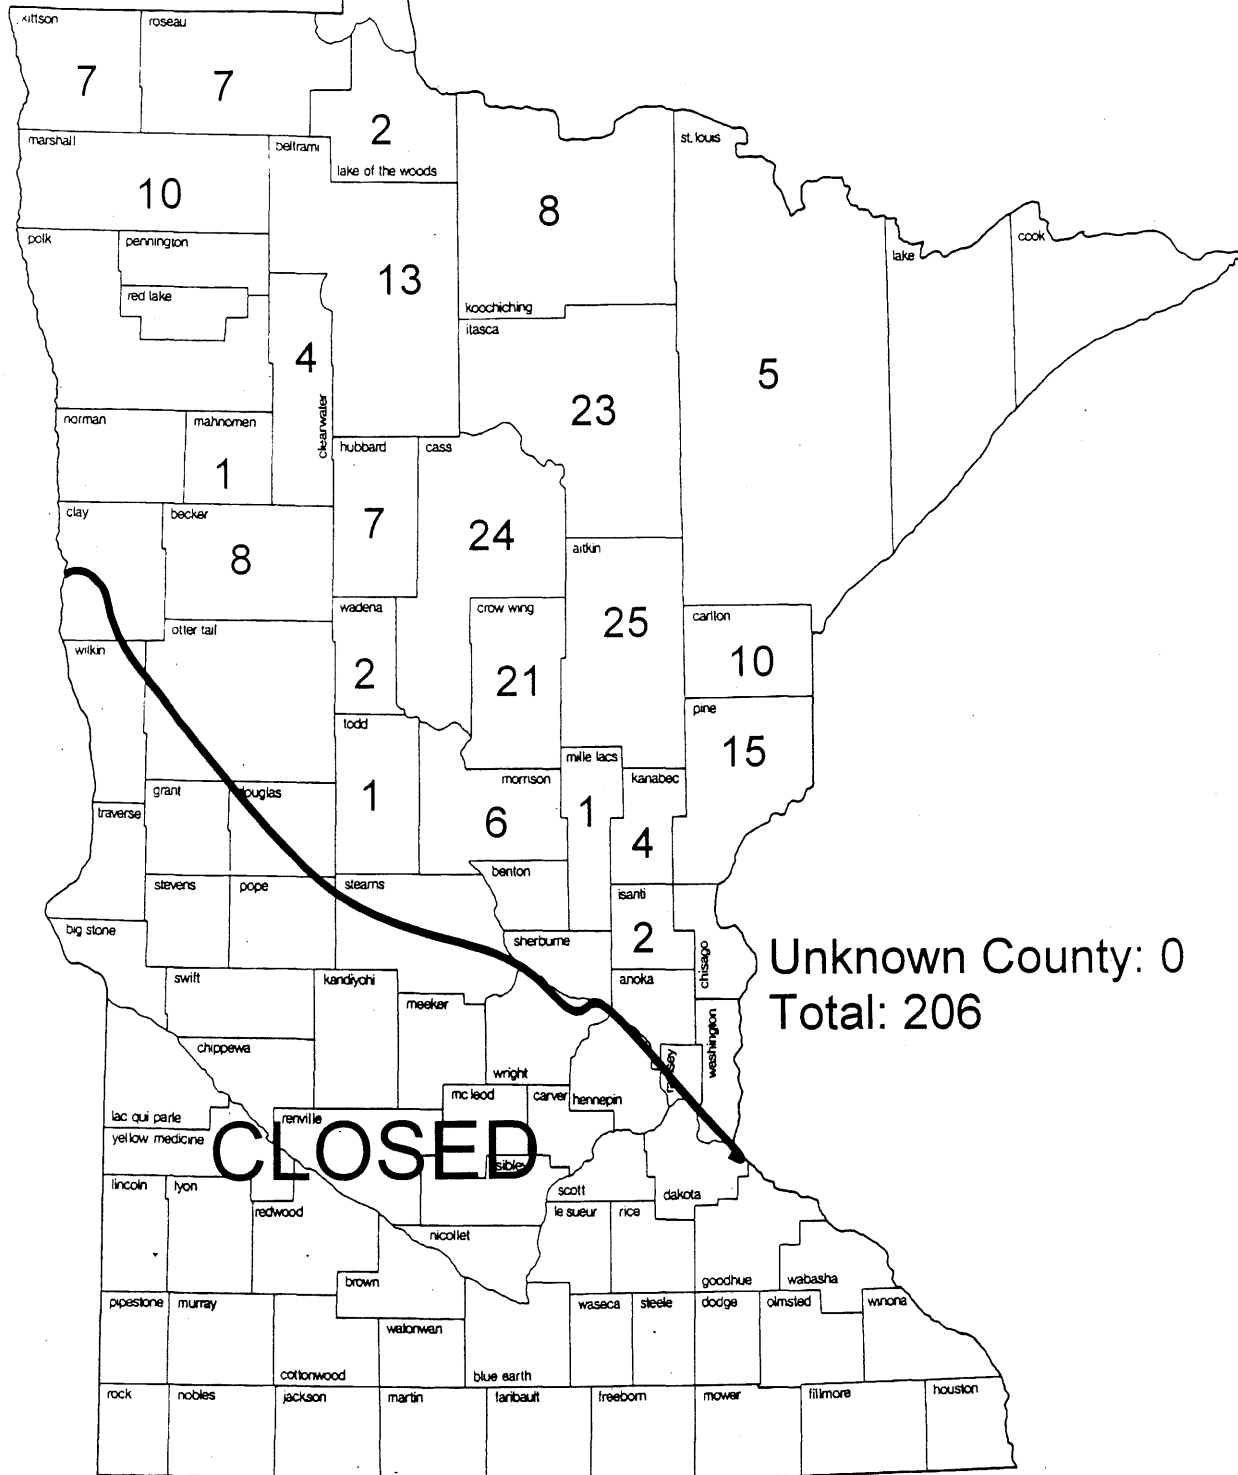 kittson
roseau
7
7
2
lake of the woods
marshall
beltrami
st. louis
10
8
polk
pennington
cook
lake
13
red lake
koochiching
itasca
4
5
23
clearwater
norman
mahnomen
hubbard
cass
1
clay
becker
7
24
8
aitkin
wadena
crow wing
carlton
otter tail
25
wilkin
10
2
21
todd
pine
15
mille lacs
morrison
kanabec
grant
douglas
1
traverse
6
1
4
benton
stevens
pope
stearns
isanti
big stone
2
sherburne
chisago
Unknown County: 0
swift
kandiyohi
anoka
meeker
Total: 206
washington
chippewa
ramsey
wright
mc leod
carver
hennepin
lac qui parle
renville
yellow medicine
CLOSED
sibley
lincoln
lyon
scott
dakota
redwood
le sueur
rice
nicollet
brown
goodhue
wabasha
pipestone
murray
waseca
steele
dodge
olmsted
winona
watonwan
cottonwood
blue earth
rock
nobles
jackson
martin
faribault
freeborn
mower
fillmore
houston